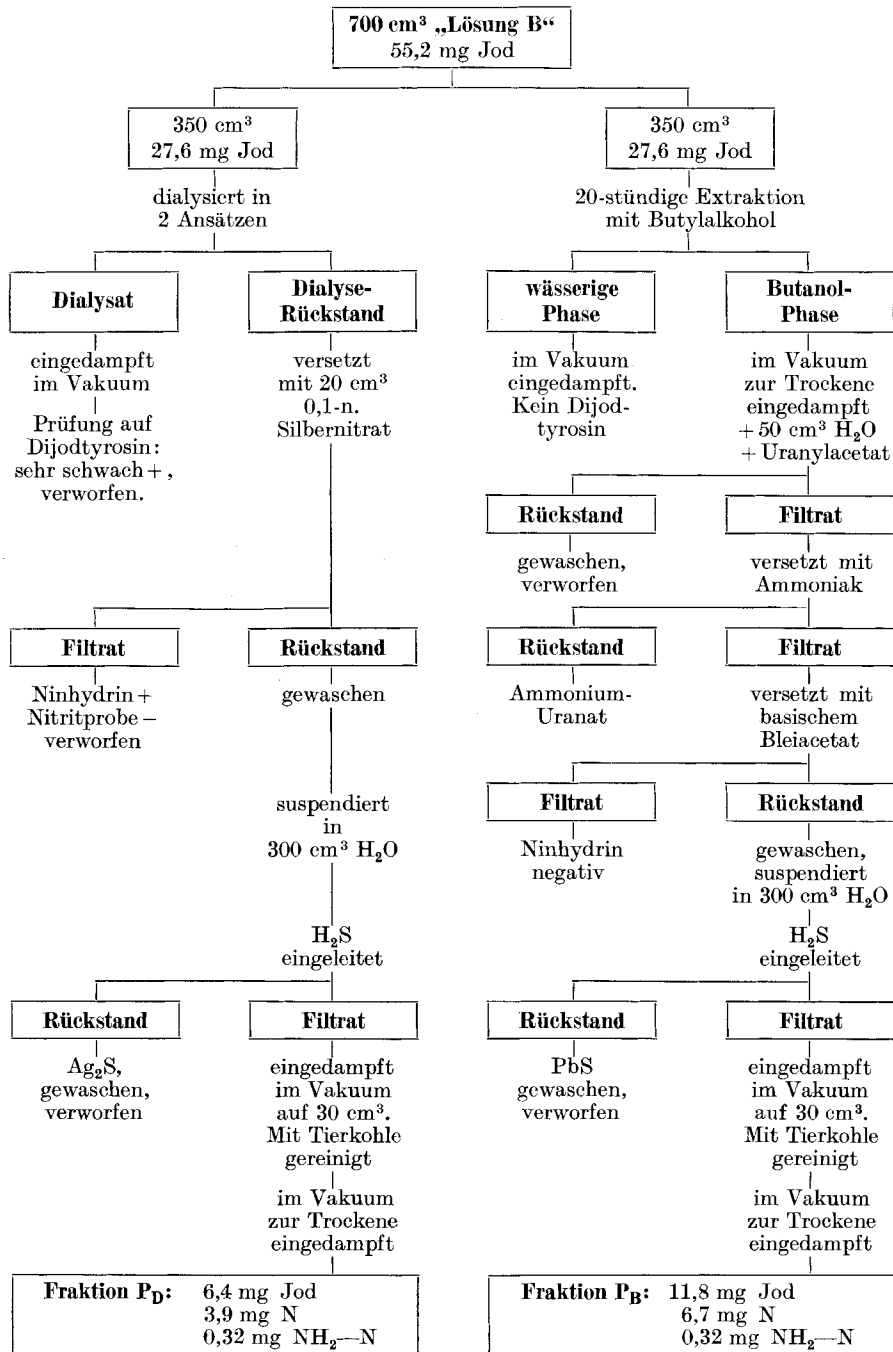 700 cm³ „Lösung B“
55,2 mg Jod
350 cm³
27,6 mg Jod
dialysiert in
2 Ansätzen
Dialysat
eingedampft
im Vakuum
Prüfung auf
Dijodtyrosin:
sehr schwach +,
verworfen.
Dialyse-
Rückstand
versetzt
mit 20 cm³
0,1-n.
Silbernitrat
Filtrat
Ninhydrin +
Nitritprobe –
verworfen
Rückstand
gewaschen
suspendiert
in
300 cm³ H₂O
H₂S
eingeleitet
Rückstand
Ag₂S,
gewaschen,
verworfen
Filtrat
eingedampft
im Vakuum
auf 30 cm³.
Mit Tierkohle
gereinigt
im Vakuum
zur Trockene
eingedampft
Fraktion P_D: 6,4 mg Jod
3,9 mg N
0,32 mg NH₂—N
350 cm³
27,6 mg Jod
20-stündige Extraktion
mit Butylalkohol
wässerige
Phase
im Vakuum
eingedampft.
Kein Dijod-
tyrosin
Butanol-
Phase
im Vakuum
zur Trockene
eingedampft
+ 50 cm³ H₂O
+ Uranylacetat
Rückstand
gewaschen,
verworfen
Filtrat
versetzt mit
Ammoniak
Rückstand
Ammonium-
Uranat
Filtrat
versetzt mit
basischem
Bleiacetat
Filtrat
Ninhydrin
negativ
Rückstand
gewaschen,
suspendiert
in 300 cm³ H₂O
H₂S
eingeleitet
Rückstand
PbS
gewaschen,
verworfen
Filtrat
eingedampft
im Vakuum
auf 30 cm³.
Mit Tierkohle
gereinigt
im Vakuum
zur Trockene
eingedampft
Fraktion P_B: 11,8 mg Jod
6,7 mg N
0,32 mg NH₂—N